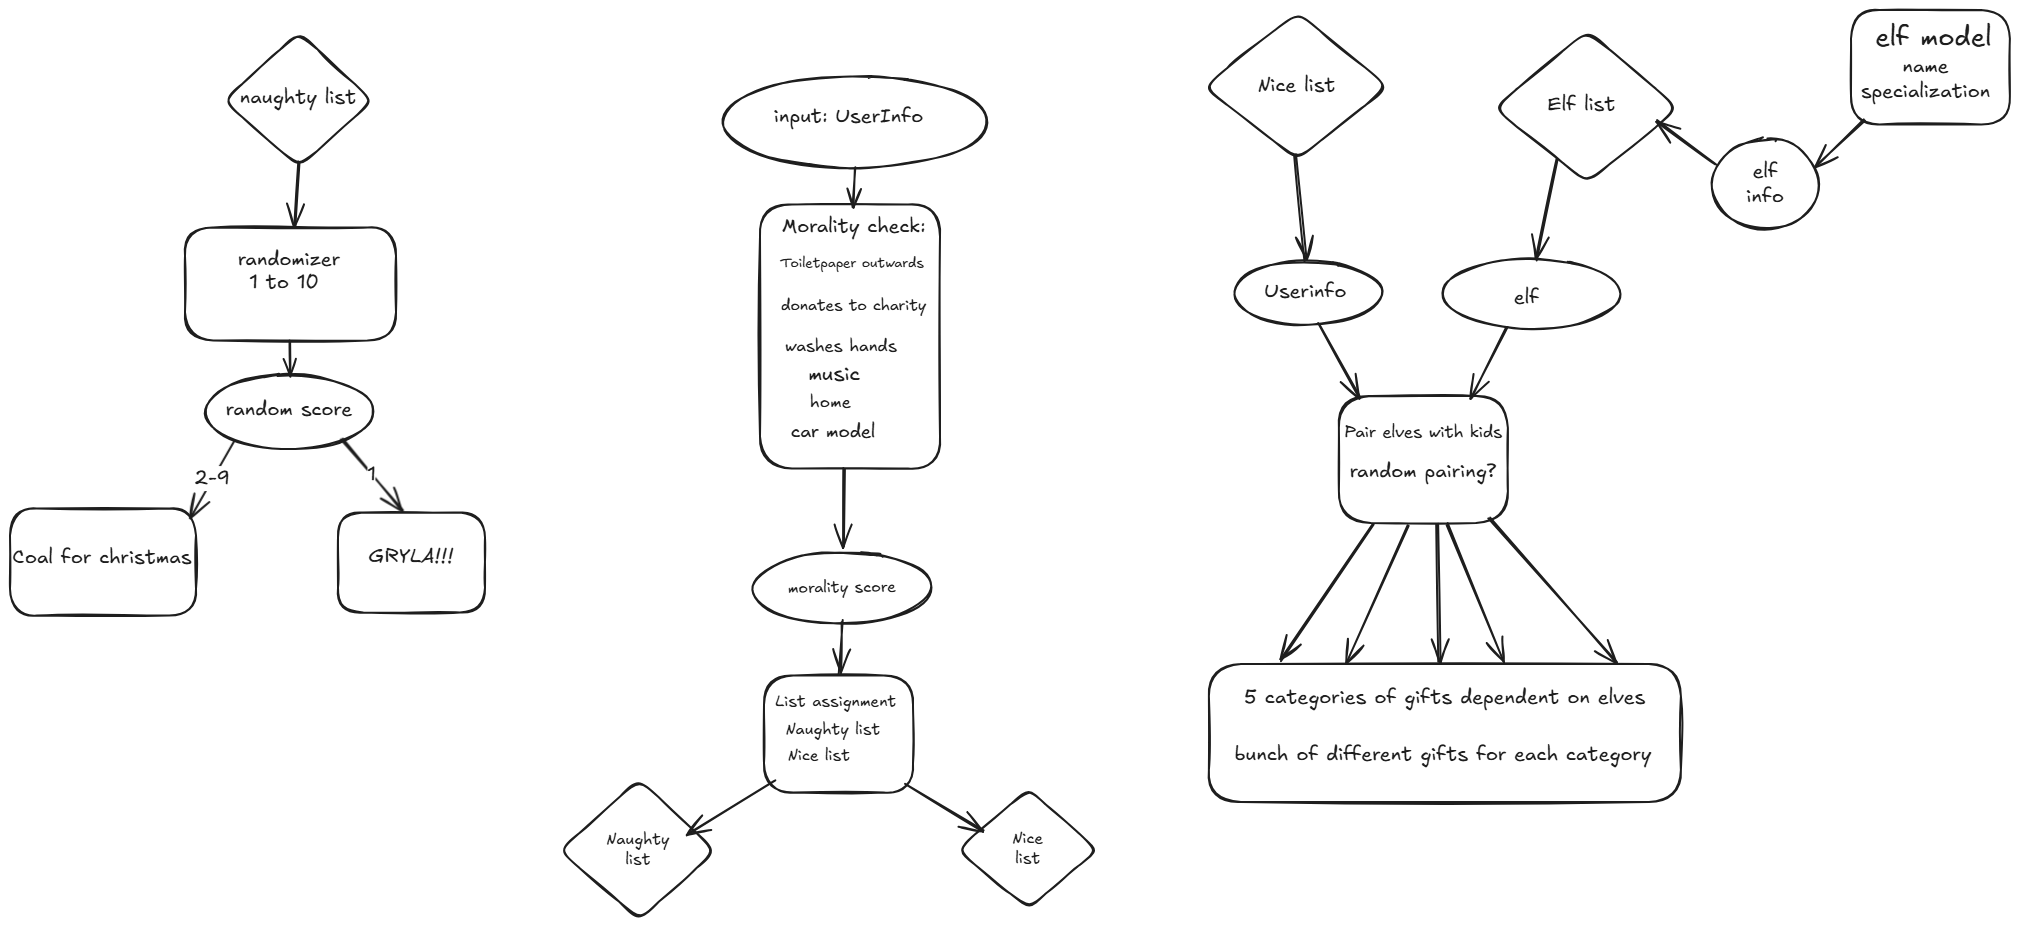 naughty list
randomizer
1 to 10
random score
2-9
1
Coal for christmas
GRYLA!!!
input: UserInfo
Morality check:
Toiletpaper outwards
donates to charity
washes hands
music
home
car model
morality score
List assignment
Naughty list
Nice list
Naughty
list
Nice
list
Nice list
Elf list
elf model
name
specialization
elf
info
Userinfo
elf
Pair elves with kids
random pairing?
5 categories of gifts dependent on elves
bunch of different gifts for each category